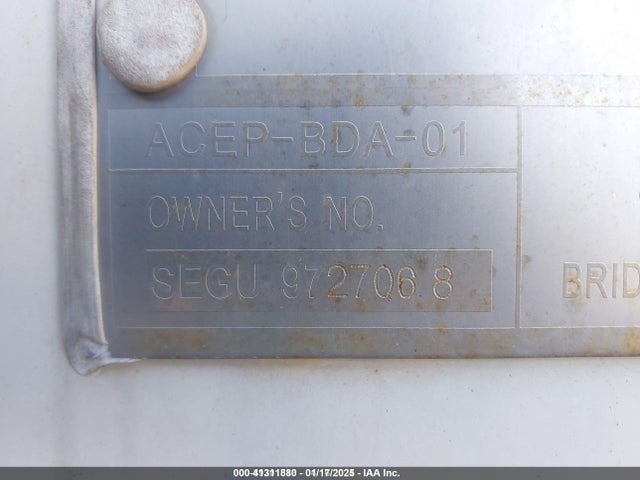 ACEP-BDA-01
OWNER'S NO.
SEGU 972706 8
BRID
000-41311880 - 01/17/2025 - IAA Inc.